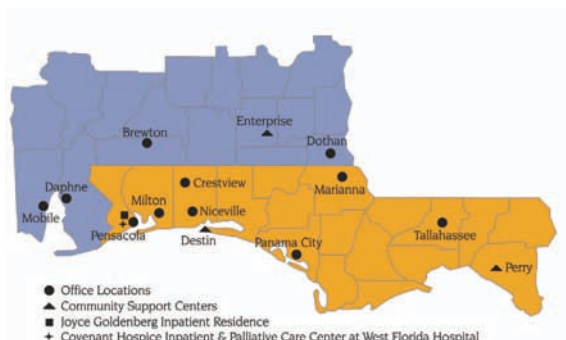 Enterprise
Brewton
Dothan
Crestview
Marianna
Daphne
Milton
Niceville
Mobile
Pensacola
Destin
Panama City
Tallahassee
Perry
Office Locations
Community Support Centers
Joyce Goldenberg Inpatient Residence
Covenant Hospice Inpatient & Palliative Care Center at West Florida Hospital